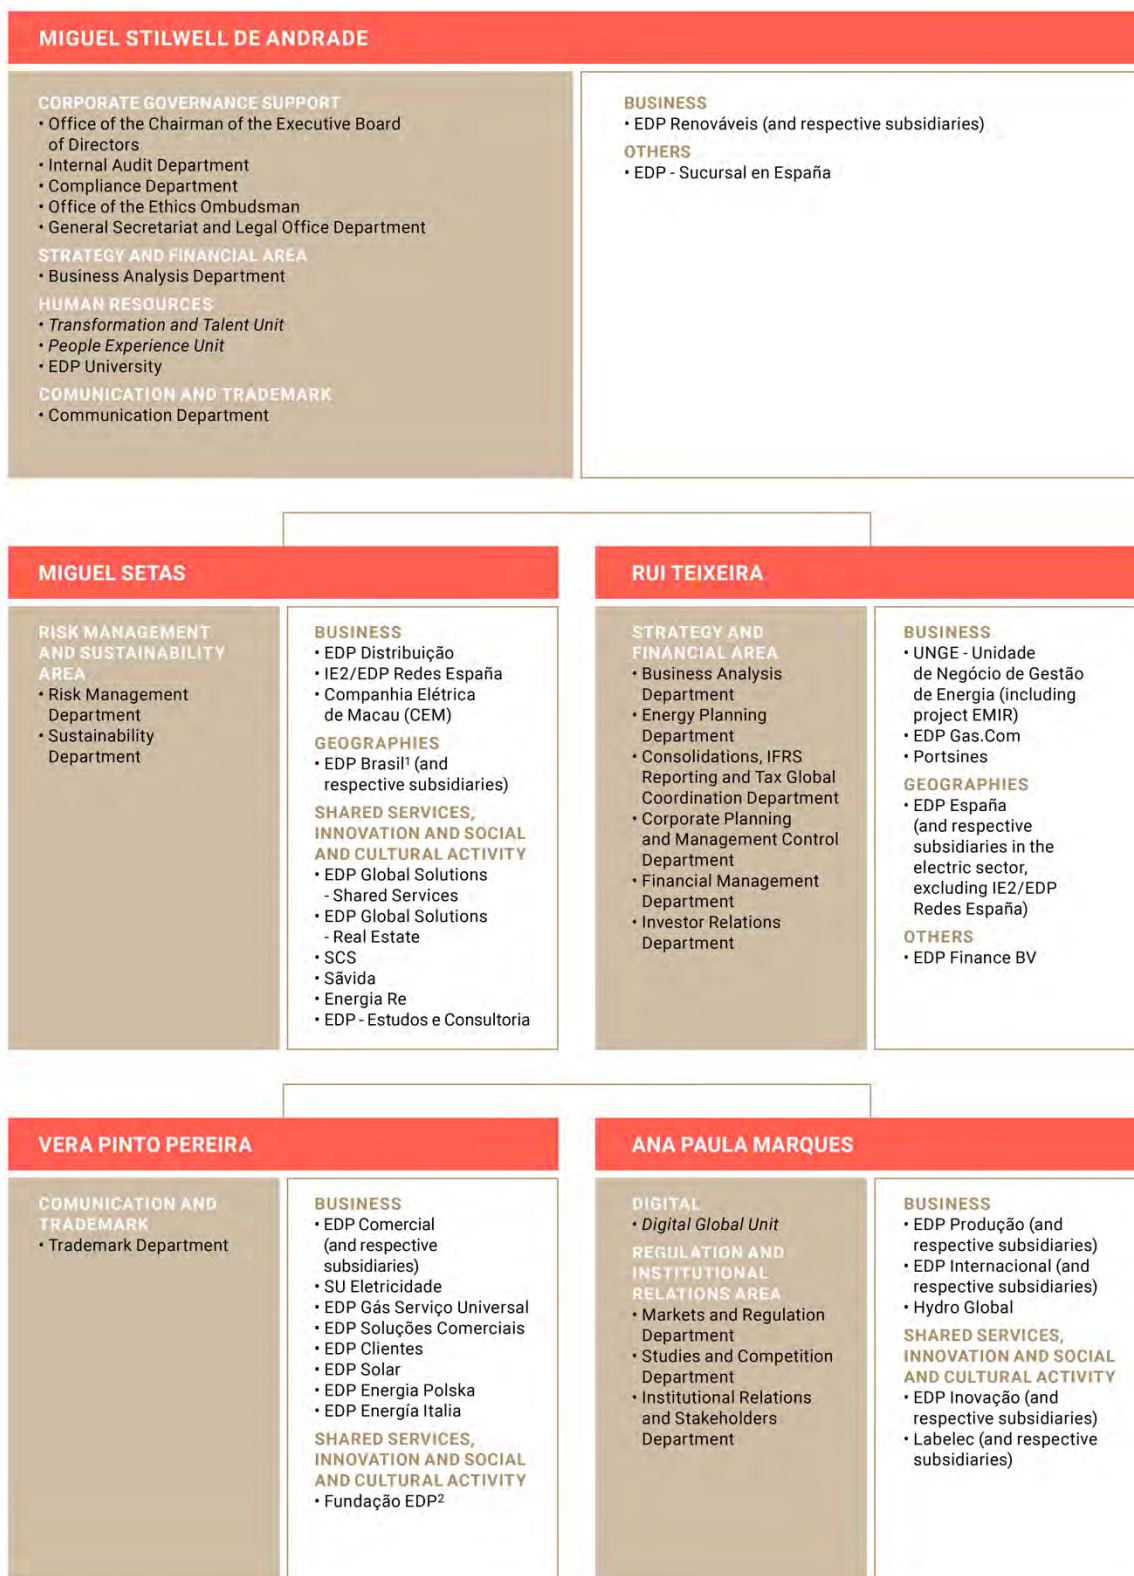 MIGUEL STILWELL DE ANDRADE
CORPORATE GOVERNANCE SUPPORT
• Office of the Chairman of the Executive Board
of Directors
• Internal Audit Department
• Compliance Department
• Office of the Ethics Ombudsman
• General Secretariat and Legal Office Department
STRATEGY AND FINANCIAL AREA
• Business Analysis Department
HUMAN RESOURCES
• Transformation and Talent Unit
• People Experience Unit
• EDP University
COMUNICATION AND TRADEMARK
• Communication Department
BUSINESS
• EDP Renováveis (and respective subsidiaries)
OTHERS
• EDP - Sucursal en España
MIGUEL SETAS
RISK MANAGEMENT
AND SUSTAINABILITY
AREA
• Risk Management
Department
• Sustainability
Department
BUSINESS
• EDP Distribuição
• IE2/EDP Redes España
• Companhia Elétrica
de Macau (CEM)
GEOGRAPHIES
• EDP Brasil¹ (and
respective subsidiaries)
SHARED SERVICES,
INNOVATION AND SOCIAL
AND CULTURAL ACTIVITY
• EDP Global Solutions
- Shared Services
• EDP Global Solutions
- Real Estate
• SCS
• Sãvida
• Energia Re
• EDP - Estudos e Consultoria
RUI TEIXEIRA
STRATEGY AND
FINANCIAL AREA
• Business Analysis
Department
• Energy Planning
Department
• Consolidations, IFRS
Reporting and Tax Global
Coordination Department
• Corporate Planning
and Management Control
Department
• Financial Management
Department
• Investor Relations
Department
BUSINESS
• UNGE - Unidade
de Negócio de Gestão
de Energia (including
project EMIR)
• EDP Gas.Com
• Portsines
GEOGRAPHIES
• EDP España
(and respective
subsidiaries in the
electric sector,
excluding IE2/EDP
Redes España)
OTHERS
• EDP Finance BV
VERA PINTO PEREIRA
COMUNICATION AND
TRADEMARK
• Trademark Department
BUSINESS
• EDP Comercial
(and respective
subsidiaries)
• SU Eletricidade
• EDP Gás Serviço Universal
• EDP Soluções Comerciais
• EDP Clientes
• EDP Solar
• EDP Energia Polska
• EDP Energía Italia
SHARED SERVICES,
INNOVATION AND SOCIAL
AND CULTURAL ACTIVITY
• Fundação EDP²
ANA PAULA MARQUES
DIGITAL
• Digital Global Unit
REGULATION AND
INSTITUTIONAL
RELATIONS AREA
• Markets and Regulation
Department
• Studies and Competition
Department
• Institutional Relations
and Stakeholders
Department
BUSINESS
• EDP Produção (and
respective subsidiaries)
• EDP Internacional (and
respective subsidiaries)
• Hydro Global
SHARED SERVICES,
INNOVATION AND SOCIAL
AND CULTURAL ACTIVITY
• EDP Inovação (and
respective subsidiaries)
• Labelec (and respective
subsidiaries)